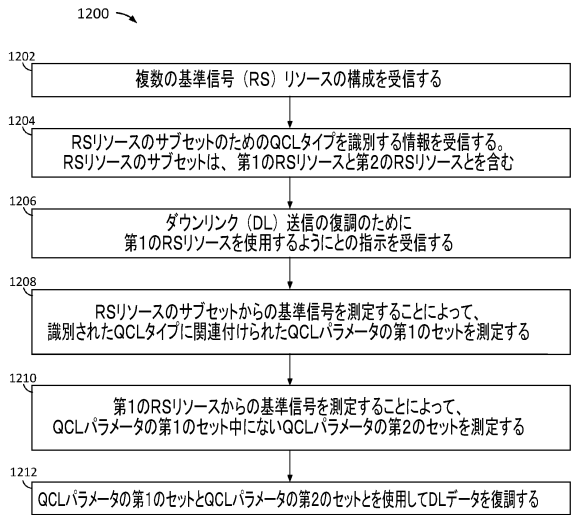 1200
1202
複数の基準信号（RS）リソースの構成を受信する
1204
RSリソースのサブセットのためのQCLタイプを識別する情報を受信する。
RSリソースのサブセットは、第1のRSリソースと第2のRSリソースとを含む
1206
ダウンリンク（DL）送信の復調のために
第1のRSリソースを使用するようにとの指示を受信する
1208
RSリソースのサブセットからの基準信号を測定することによって、
識別されたQCLタイプに関連付けられたQCLパラメータの第1のセットを測定する
1210
第1のRSリソースからの基準信号を測定することによって、
QCLパラメータの第1のセット中にないQCLパラメータの第2のセットを測定する
1212
QCLパラメータの第1のセットとQCLパラメータの第2のセットとを使用してDLデータを復調する